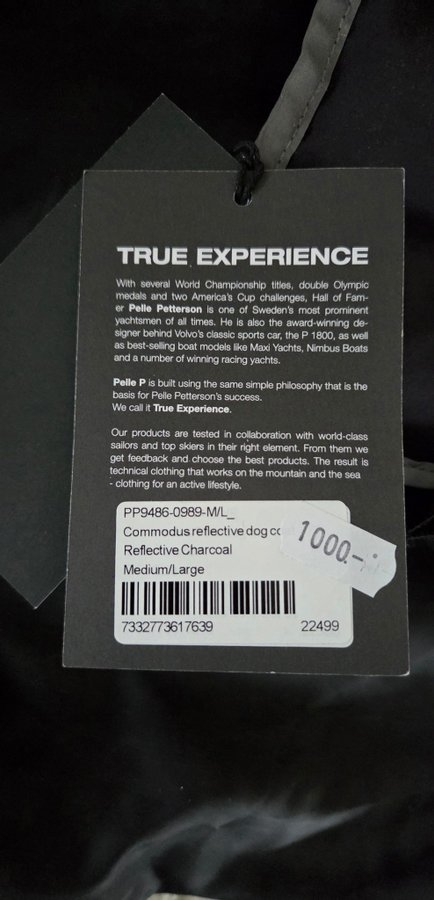 TRUE EXPERIENCE
With several World Championship titles, double Olympic
medals and two America's Cup challenges, Hall of Fam-
er Pelle Petterson is one of Sweden's most prominent
yachtsmen of all times. He is also the award-winning de-
signer behind Volvo's classic sports car, the P 1800, as well
as best-selling boat models like Maxi Yachts, Nimbus Boats
and a number of winning racing yachts.
Pelle P is built using the same simple philosophy that is the
basis for Pelle Petterson's success.
We call it True Experience.
Our products are tested in collaboration with world-class
sailors and top skiers in their right element. From them we
get feedback and choose the best products. The result is
technical clothing that works on the mountain and the sea
- clothing for an active lifestyle.
PP9486-0989-M/L_
Commodus reflective dog
1000.-
Reflective Charcoal
Medium/Large
7332773617639 22499